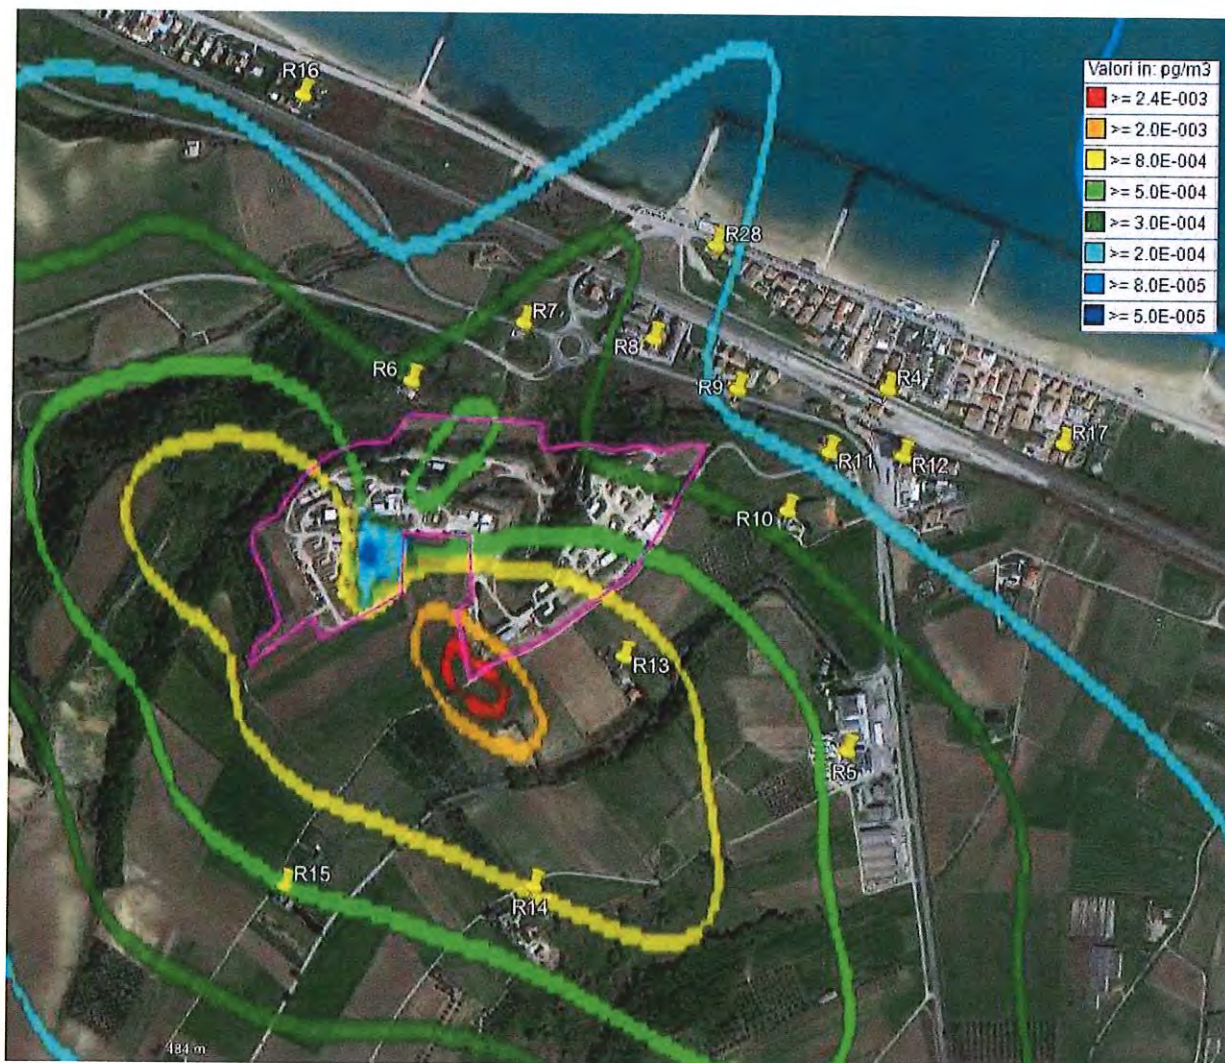 Valori in: pg/m3
>= 2.4E-003
>= 2.0E-003
>= 8.0E-004
>= 5.0E-004
>= 3.0E-004
>= 2.0E-004
>= 8.0E-005
>= 5.0E-005
R16
R28
R7
R8
R6
R9
R4
R17
R11
R12
R10
R13
R5
R15
R14
484 m